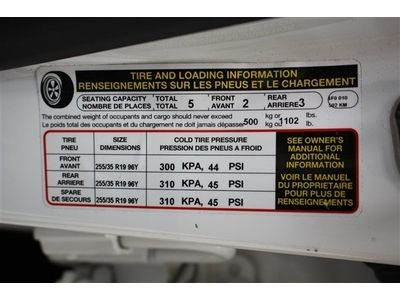 TIRE AND LOADING INFORMATION
RENSEIGNEMENTS SUR LES PNEUS ET LE CHARGEMENT
SEATING CAPACITY TOTAL 5 FRONT 2 REAR 3
NOMBRE DE PLACES TOTAL AVANT ARRIERE
The combined weight of occupants and cargo should never exceed 500 kg or 1102 lbs.
Le poids total des occupants et du chargement ne doit jamais dépasser kg ou lb.
TIRE SIZE COLD TIRE PRESSURE
PNEU DIMENSIONS PRESSION DES PNEUS A FROID
FRONT
AVANT 255/35 R19 96Y 300 KPA, 44 PSI
REAR
ARRIERE 255/35 R19 96Y 310 KPA, 45 PSI
SPARE
DE SECOURS 255/35 R19 96Y 310 KPA, 45 PSI
SEE OWNER'S
MANUAL FOR
ADDITIONAL
INFORMATION
VOIR LE MANUEL
DU PROPRIETAIRE
POUR PLUS DE
RENSEIGNEMENTS